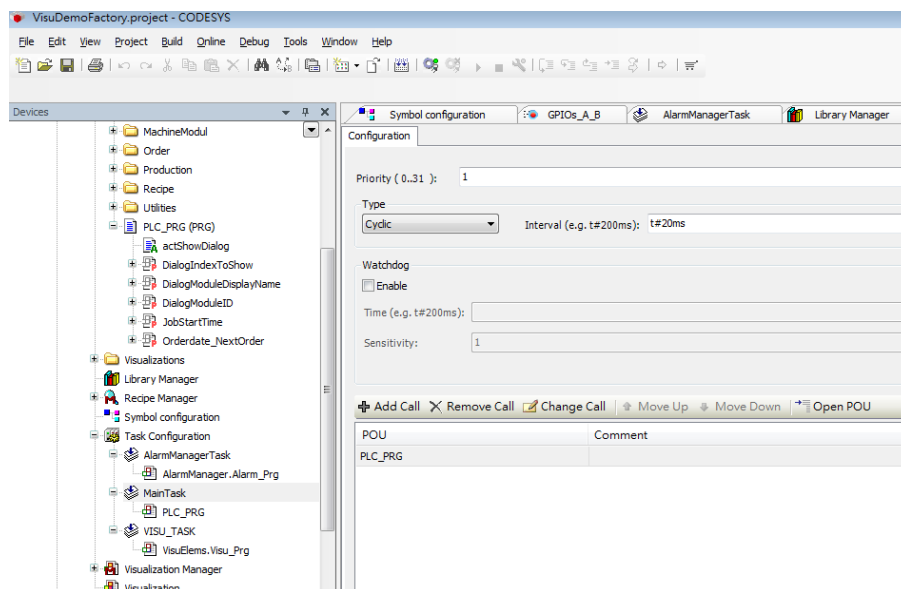 VisuDemoFactory.project - CODESYS
File Edit View Project Build Online Debug Tools Window Help
Devices
MachineModul
Order
Production
Recipe
Utilities
PLC_PRG (PRG)
actShowDialog
DialogIndexToShow
DialogModuleDisplayName
DialogModuleID
JobStartTime
Orderdate_NextOrder
Visualizations
Library Manager
Recipe Manager
Symbol configuration
Task Configuration
AlarmManagerTask
AlarmManager.Alarm_Prg
MainTask
PLC_PRG
VISU_TASK
VisuElems.Visu_Prg
Visualization Manager
Visualization
Symbol configuration GPIOs_A_B AlarmManagerTask Library Manager
Configuration
Priority ( 0..31 ): 1
Type
Cyclic Interval (e.g. t#200ms): t#20ms
Watchdog
Enable
Time (e.g. t#200ms):
Sensitivity: 1
Add Call Remove Call Change Call Move Up Move Down Open POU
POU Comment
PLC_PRG